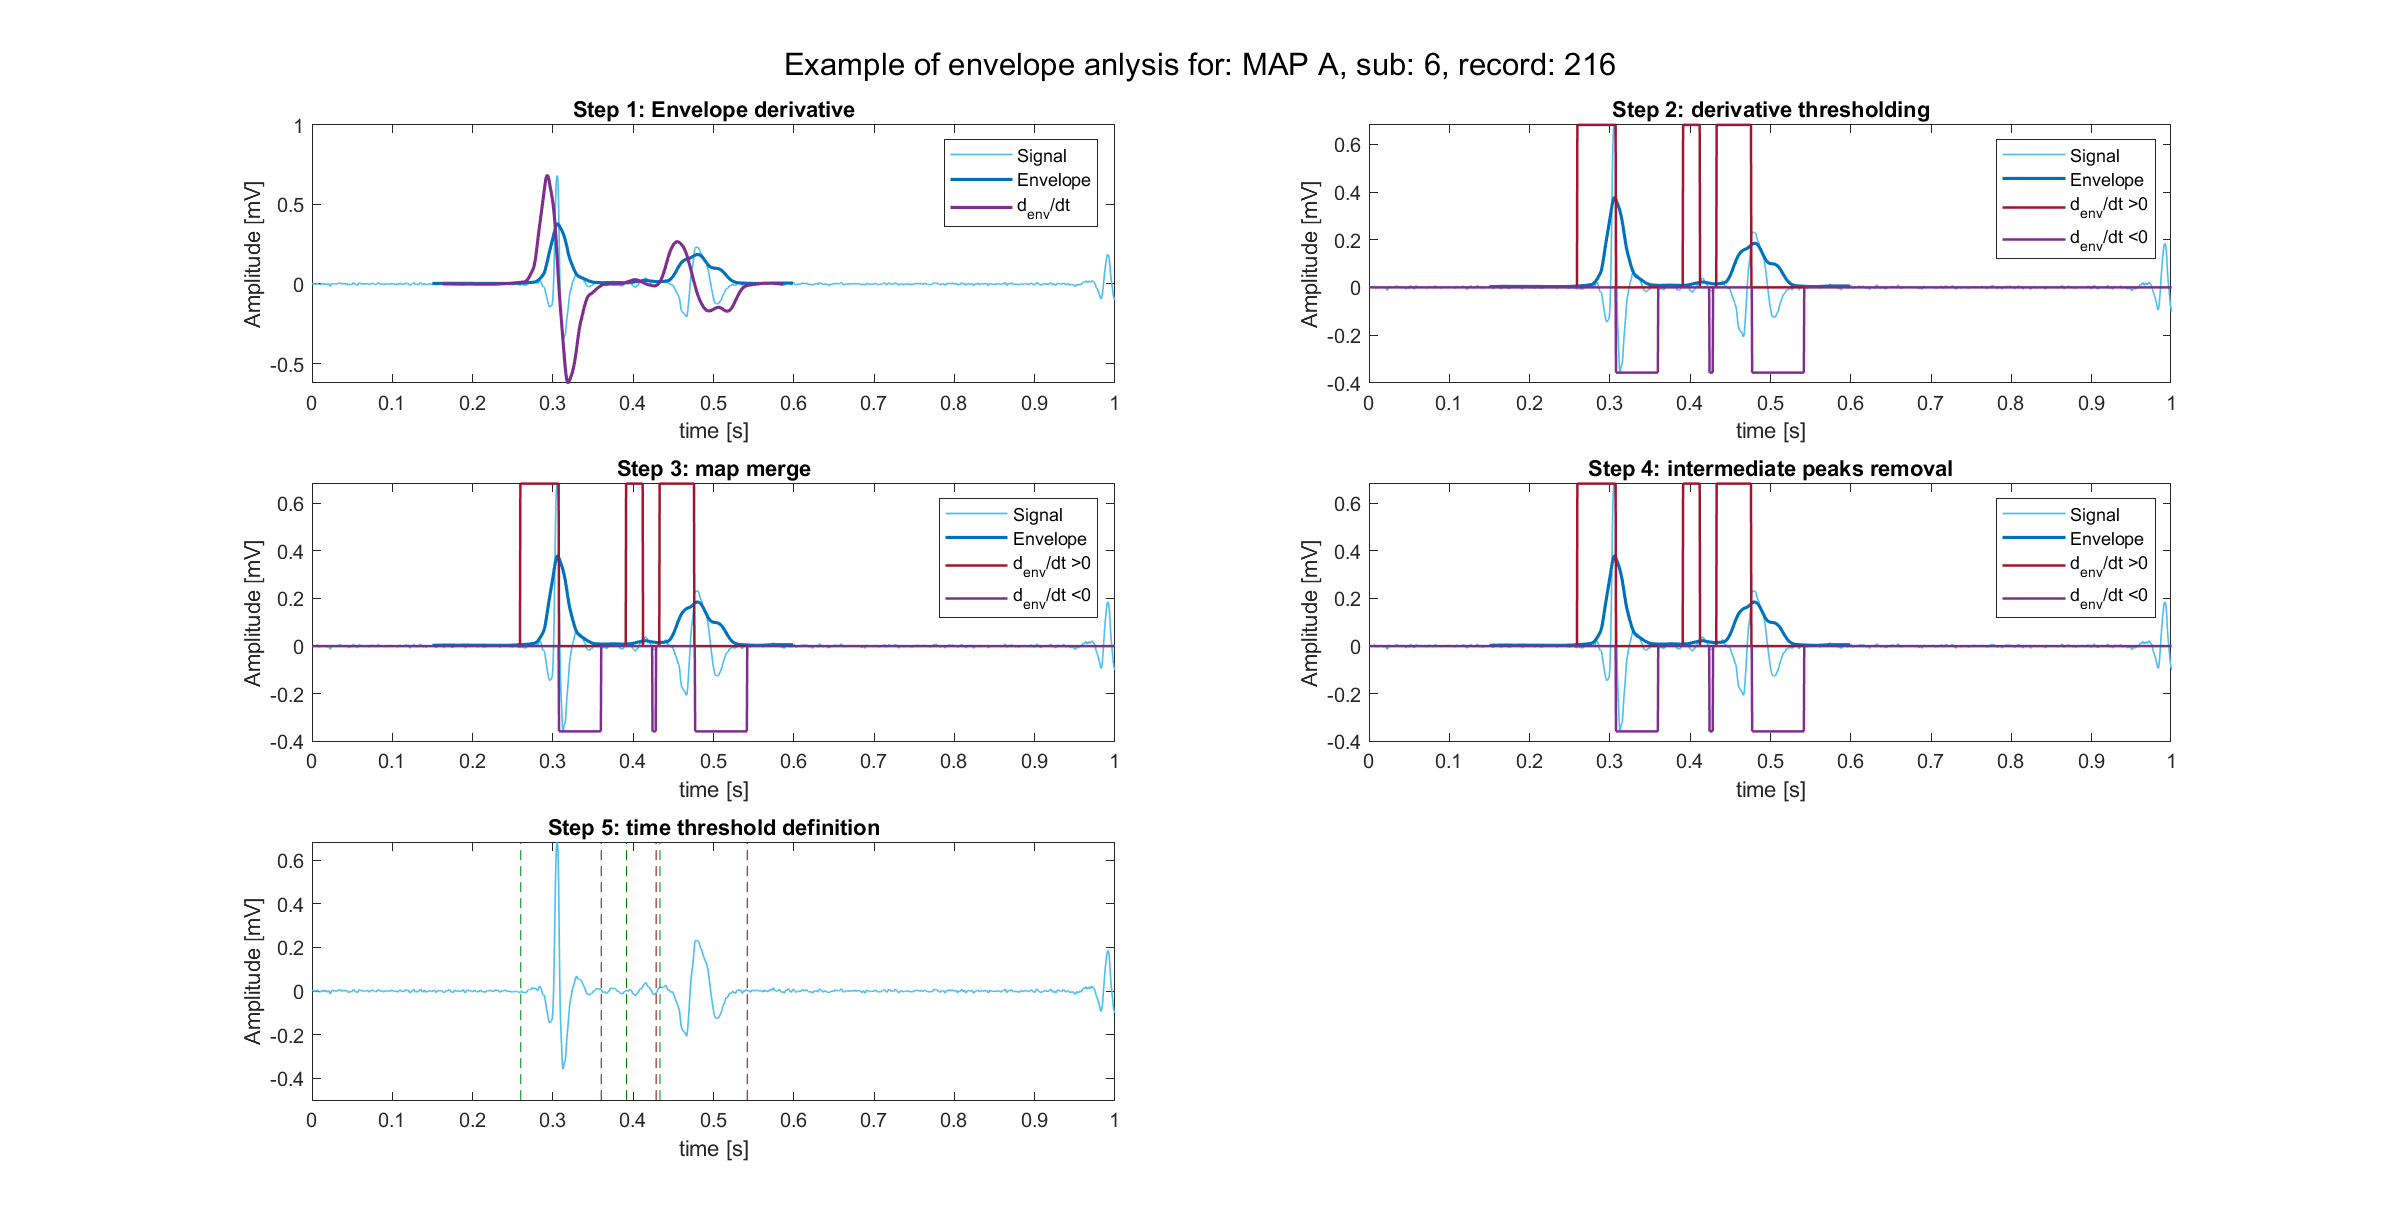 Example of envelope anlysis for: MAP A, sub: 6, record: 216
Step 1: Envelope derivative
Amplitude [mV]
1
0.5
0
-0.5
Signal
Envelope
denv/dt
0 0.1 0.2 0.3 0.4 0.5 0.6 0.7 0.8 0.9 1
time [s]
Step 2: derivative thresholding
Amplitude [mV]
0.6
0.4
0.2
0
-0.2
-0.4
Signal
Envelope
denv/dt >0
denv/dt <0
0 0.1 0.2 0.3 0.4 0.5 0.6 0.7 0.8 0.9 1
time [s]
Step 3: map merge
Amplitude [mV]
0.6
0.4
0.2
0
-0.2
-0.4
Signal
Envelope
denv/dt >0
denv/dt <0
0 0.1 0.2 0.3 0.4 0.5 0.6 0.7 0.8 0.9 1
time [s]
Step 4: intermediate peaks removal
Amplitude [mV]
0.6
0.4
0.2
0
-0.2
-0.4
Signal
Envelope
denv/dt >0
denv/dt <0
0 0.1 0.2 0.3 0.4 0.5 0.6 0.7 0.8 0.9 1
time [s]
Step 5: time threshold definition
Amplitude [mV]
0.6
0.4
0.2
0
-0.2
-0.4
0 0.1 0.2 0.3 0.4 0.5 0.6 0.7 0.8 0.9 1
time [s]